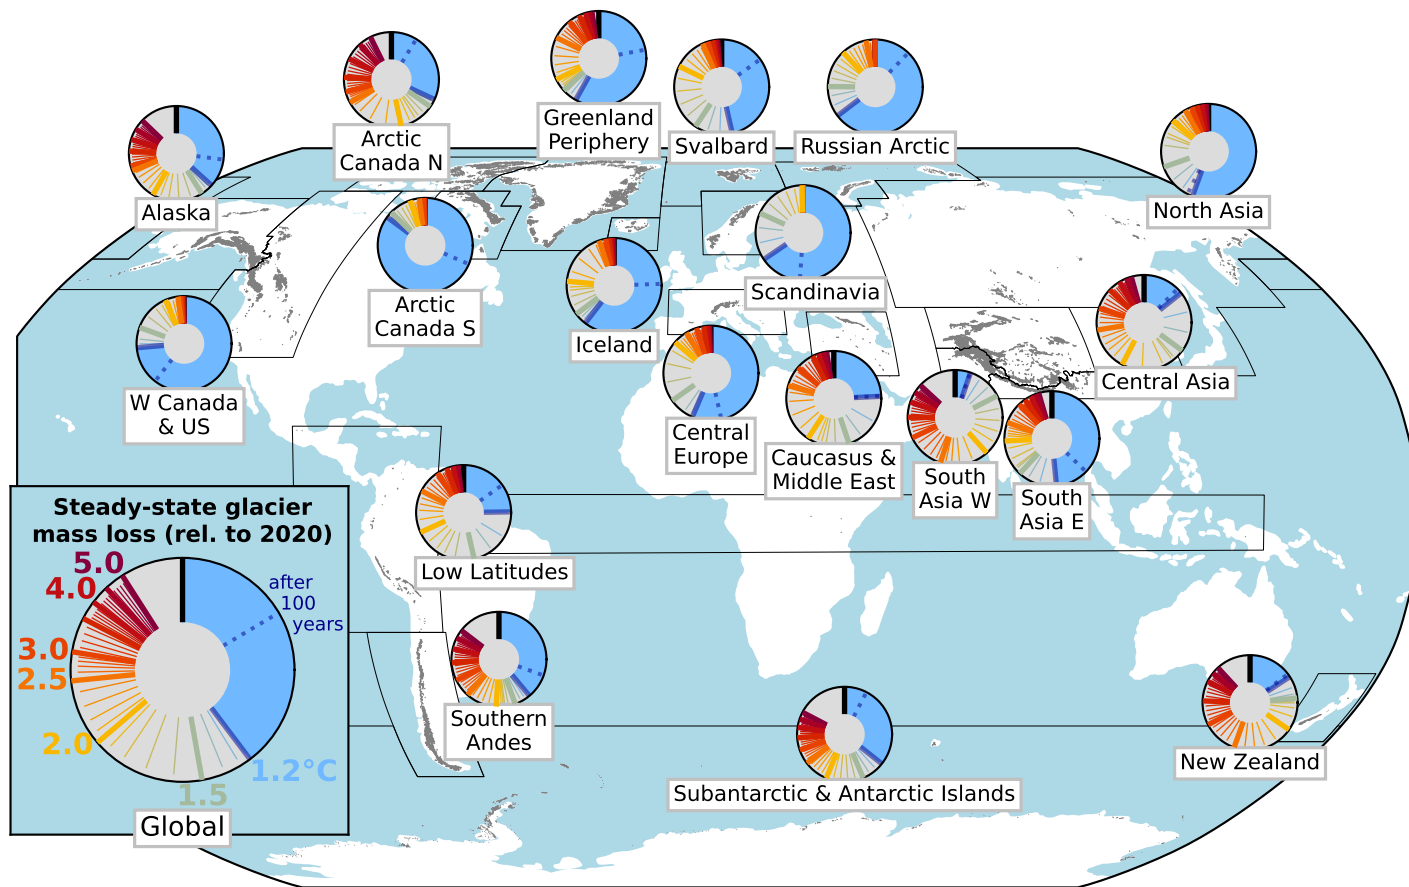 Arctic
Canada N
Greenland
Periphery
Svalbard
Russian Arctic
Alaska
North Asia
Arctic
Canada S
Scandinavia
Iceland
W Canada
& US
Central Asia
Central
Europe
Caucasus &
Middle East
South
Asia W
South
Asia E
Low Latitudes
Steady-state glacier
mass loss (rel. to 2020)
5.0
4.0
3.0
2.5
2.0
1.5
1.2°C
after
100
years
Global
Southern
Andes
New Zealand
Subantarctic & Antarctic Islands